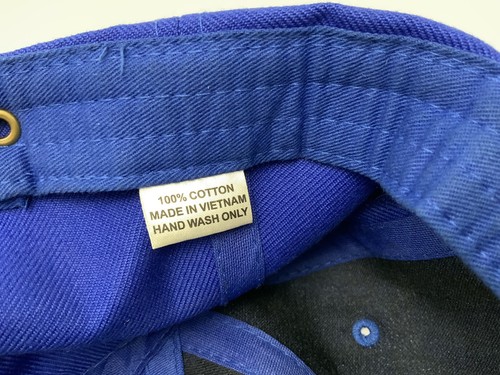 100% COTTON
MADE IN VIETNAM
HAND WASH ONLY